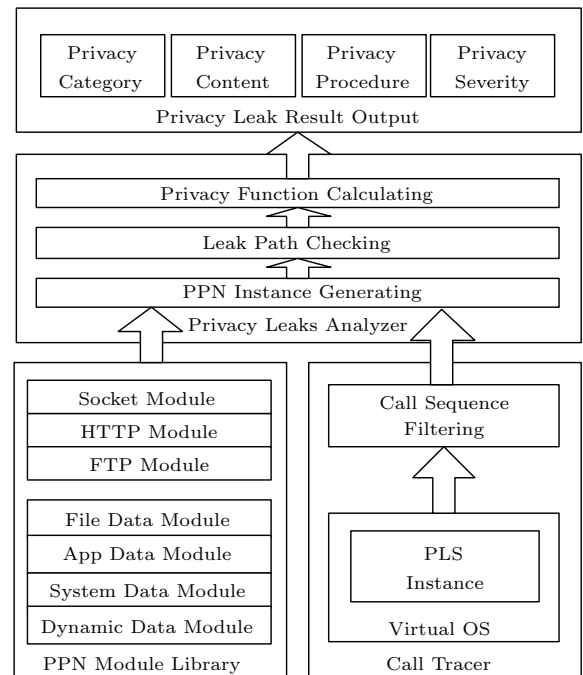 Privacy
Category
Privacy
Content
Privacy
Procedure
Privacy
Severity
Privacy Leak Result Output
Privacy Function Calculating
Leak Path Checking
PPN Instance Generating
Privacy Leaks Analyzer
Socket Module
HTTP Module
FTP Module
File Data Module
App Data Module
System Data Module
Dynamic Data Module
PPN Module Library
Call Sequence
Filtering
PLS
Instance
Virtual OS
Call Tracer